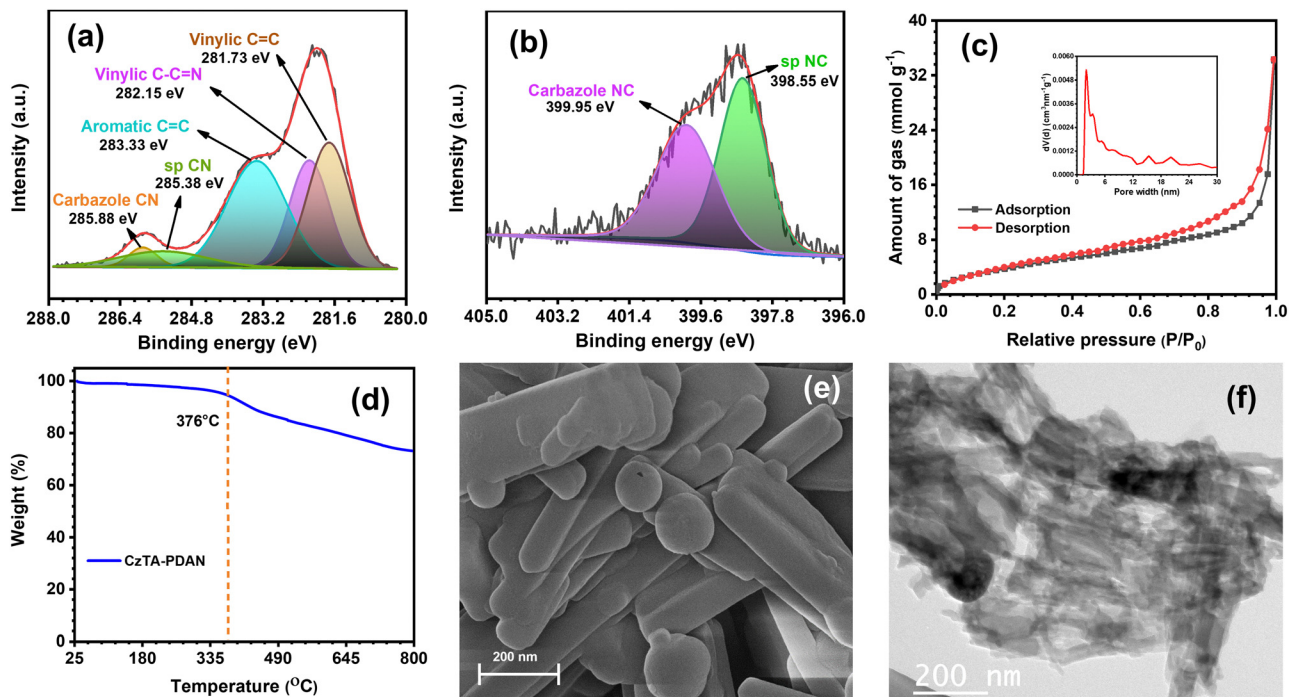 (a)
Vinylic C=C
281.73 eV
Vinylic C-C=N
282.15 eV
Aromatic C=C
283.33 eV
sp CN
285.38 eV
Carbazole CN
285.88 eV
Intensity (a.u.)
288.0 286.4 284.8 283.2 281.6 280.0
Binding energy (eV)
(b)
sp NC
398.55 eV
Carbazole NC
399.95 eV
Intensity (a.u.)
405.0 403.2 401.4 399.6 397.8 396.0
Binding energy (eV)
(c)
Amount of gas (mmol g⁻¹)
40
32
24
16
8
0
dV(d) (cm³nm⁻¹g⁻¹)
0.0060
0.0048
0.0036
0.0024
0.0012
0.0000
0 6 12 18 24 30
Pore width (nm)
Adsorption
Desorption
0.0 0.2 0.4 0.6 0.8 1.0
Relative pressure (P/P₀)
(d)
Weight (%)
100
80
60
40
20
0
376°C
CzTA-PDAN
25 180 335 490 645 800
Temperature (ᴼC)
(e)
200 nm
(f)
200 nm